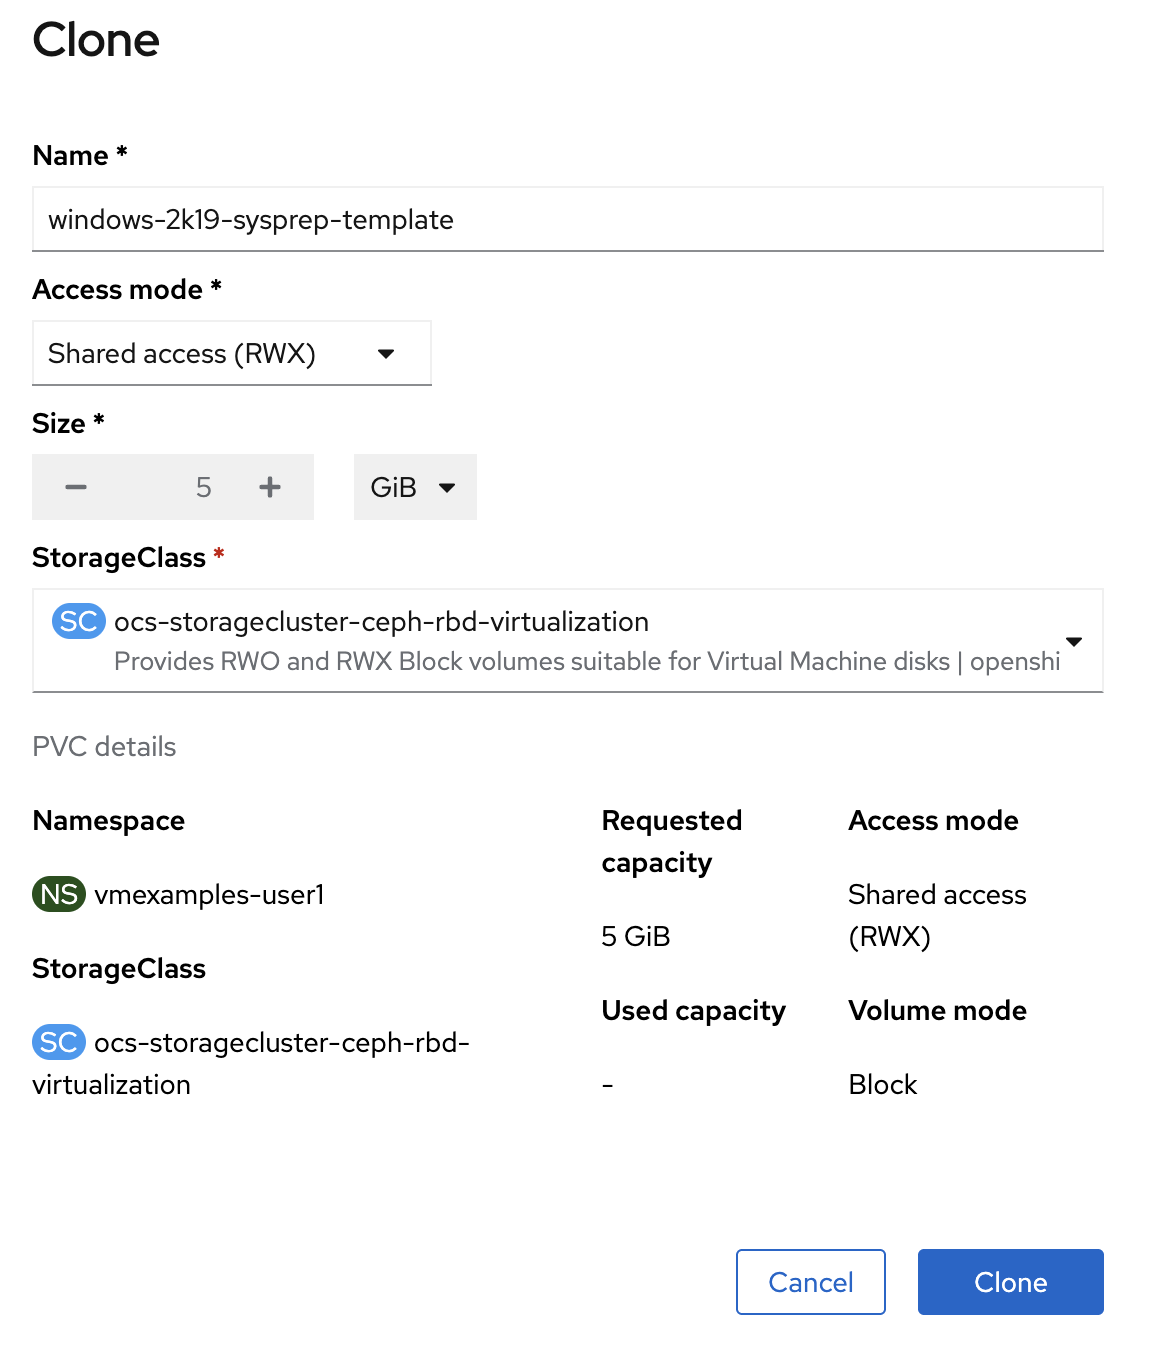 Clone
Name *
windows-2k19-sysprep-template
Access mode *
Shared access (RWX)
Size *
5
GiB
StorageClass *
SC ocs-storagecluster-ceph-rbd-virtualization
Provides RWO and RWX Block volumes suitable for Virtual Machine disks | openshi
PVC details
Namespace
NS vmexamples-user1
StorageClass
SC ocs-storagecluster-ceph-rbd-
virtualization
Requested
capacity
5 GiB
Used capacity
-
Access mode
Shared access
(RWX)
Volume mode
Block
Cancel
Clone